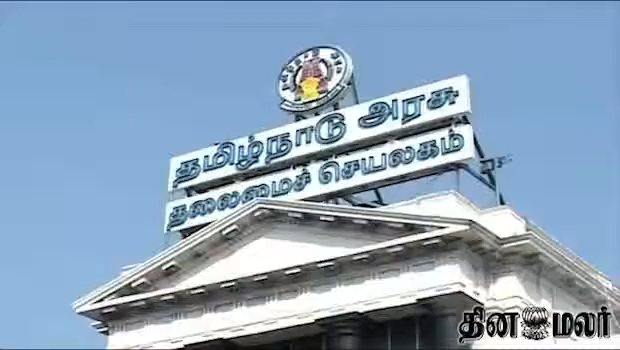 தமிழ்நாடு அரசு
தலைமைச் செயலகம்
தினமலர்